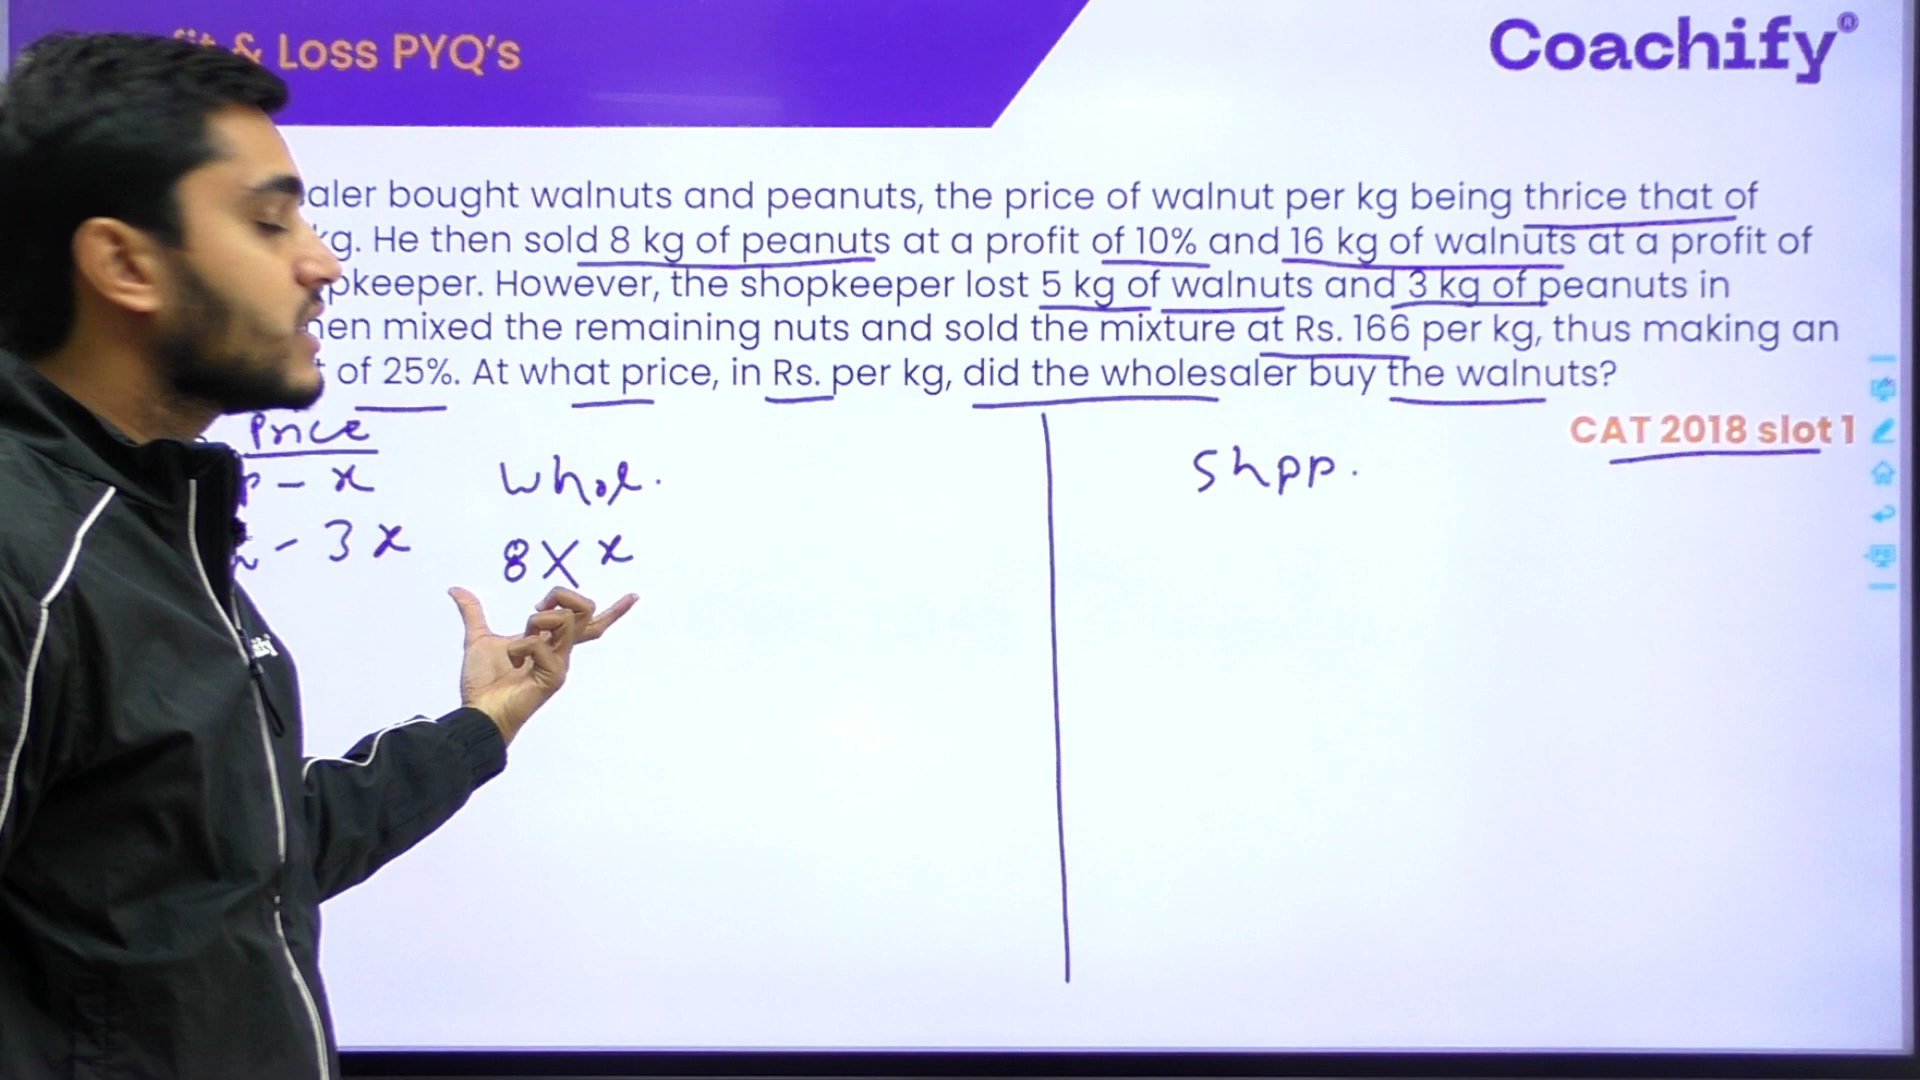 & Loss PYQ's
Coachify®
aler bought walnuts and peanuts, the price of walnut per kg being thrice that of
kg. He then sold 8 kg of peanuts at a profit of 10% and 16 kg of walnuts at a profit of
pkeeper. However, the shopkeeper lost 5 kg of walnuts and 3 kg of peanuts in
hen mixed the remaining nuts and sold the mixture at Rs. 166 per kg, thus making an
of 25%. At what price, in Rs. per kg, did the wholesaler buy the walnuts?
CAT 2018 slot 1
Price
p - x
- 3x
Whol.
8 X x
Shpp.